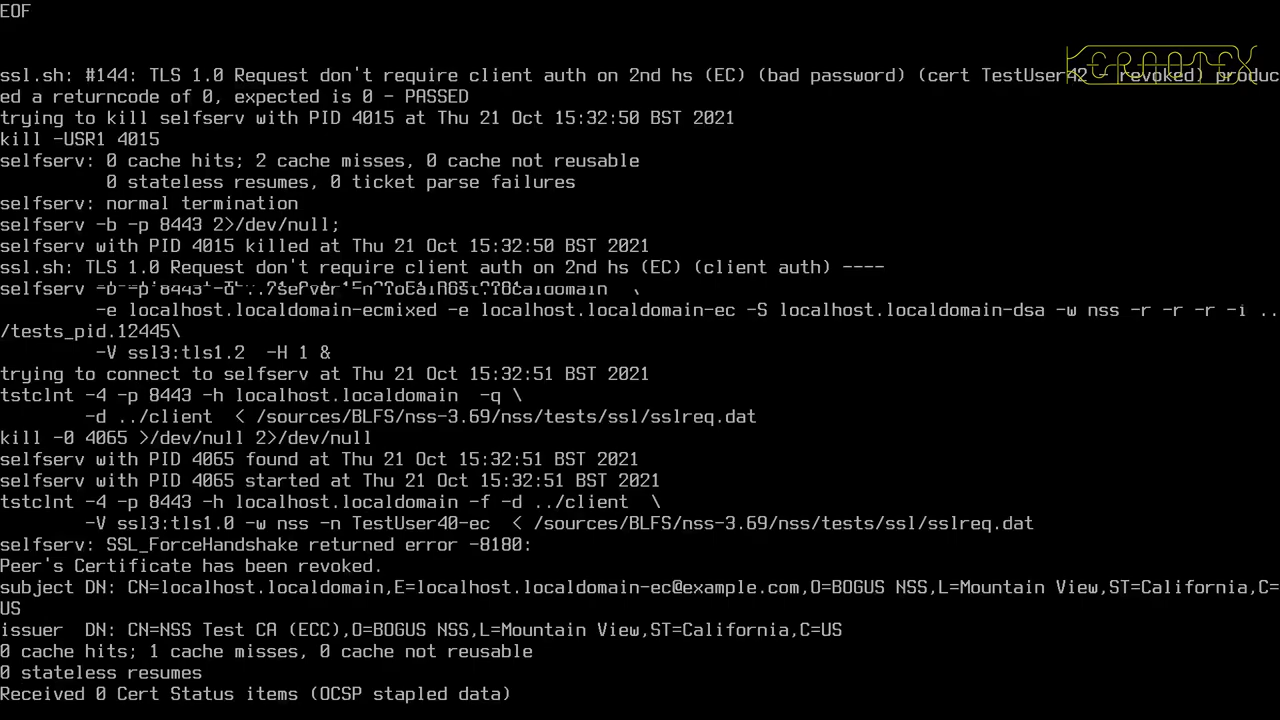 EOF
KERNOTEX
ssl.sh: #144: TLS 1.0 Request don't require client auth on 2nd hs (EC) (bad password) (cert TestUser42 - revoked) produc
ed a returncode of 0, expected is 0 - PASSED
trying to kill selfserv with PID 4015 at Thu 21 Oct 15:32:50 BST 2021
kill -USR1 4015
selfserv: 0 cache hits; 2 cache misses, 0 cache not reusable
0 stateless resumes, 0 ticket parse failures
selfserv: normal termination
selfserv -b -p 8443 2>/dev/null;
selfserv with PID 4015 killed at Thu 21 Oct 15:32:50 BST 2021
ssl.sh: TLS 1.0 Request don't require client auth on 2nd hs (EC) (client auth) ----
selfserv -b -p 8443 -d ../server -n localhost.localdomain \
-e localhost.localdomain-ecmixed -e localhost.localdomain-ec -S localhost.localdomain-dsa -w nss -r -r -r -i ..
/tests_pid.12445\
-V ssl3:tls1.2 -H 1 &
trying to connect to selfserv at Thu 21 Oct 15:32:51 BST 2021
tstclnt -4 -p 8443 -h localhost.localdomain -q \
-d ../client < /sources/BLFS/nss-3.69/nss/tests/ssl/sslreq.dat
kill -0 4065 >/dev/null 2>/dev/null
selfserv with PID 4065 found at Thu 21 Oct 15:32:51 BST 2021
selfserv with PID 4065 started at Thu 21 Oct 15:32:51 BST 2021
tstclnt -4 -p 8443 -h localhost.localdomain -f -d ../client \
-V ssl3:tls1.0 -w nss -n TestUser40-ec < /sources/BLFS/nss-3.69/nss/tests/ssl/sslreq.dat
selfserv: SSL_ForceHandshake returned error -8180:
Peer's Certificate has been revoked.
subject DN: CN=localhost.localdomain,E=localhost.localdomain-ec@example.com,O=BOGUS NSS,L=Mountain View,ST=California,C=
US
issuer DN: CN=NSS Test CA (ECC),O=BOGUS NSS,L=Mountain View,ST=California,C=US
0 cache hits; 1 cache misses, 0 cache not reusable
0 stateless resumes
Received 0 Cert Status items (OCSP stapled data)